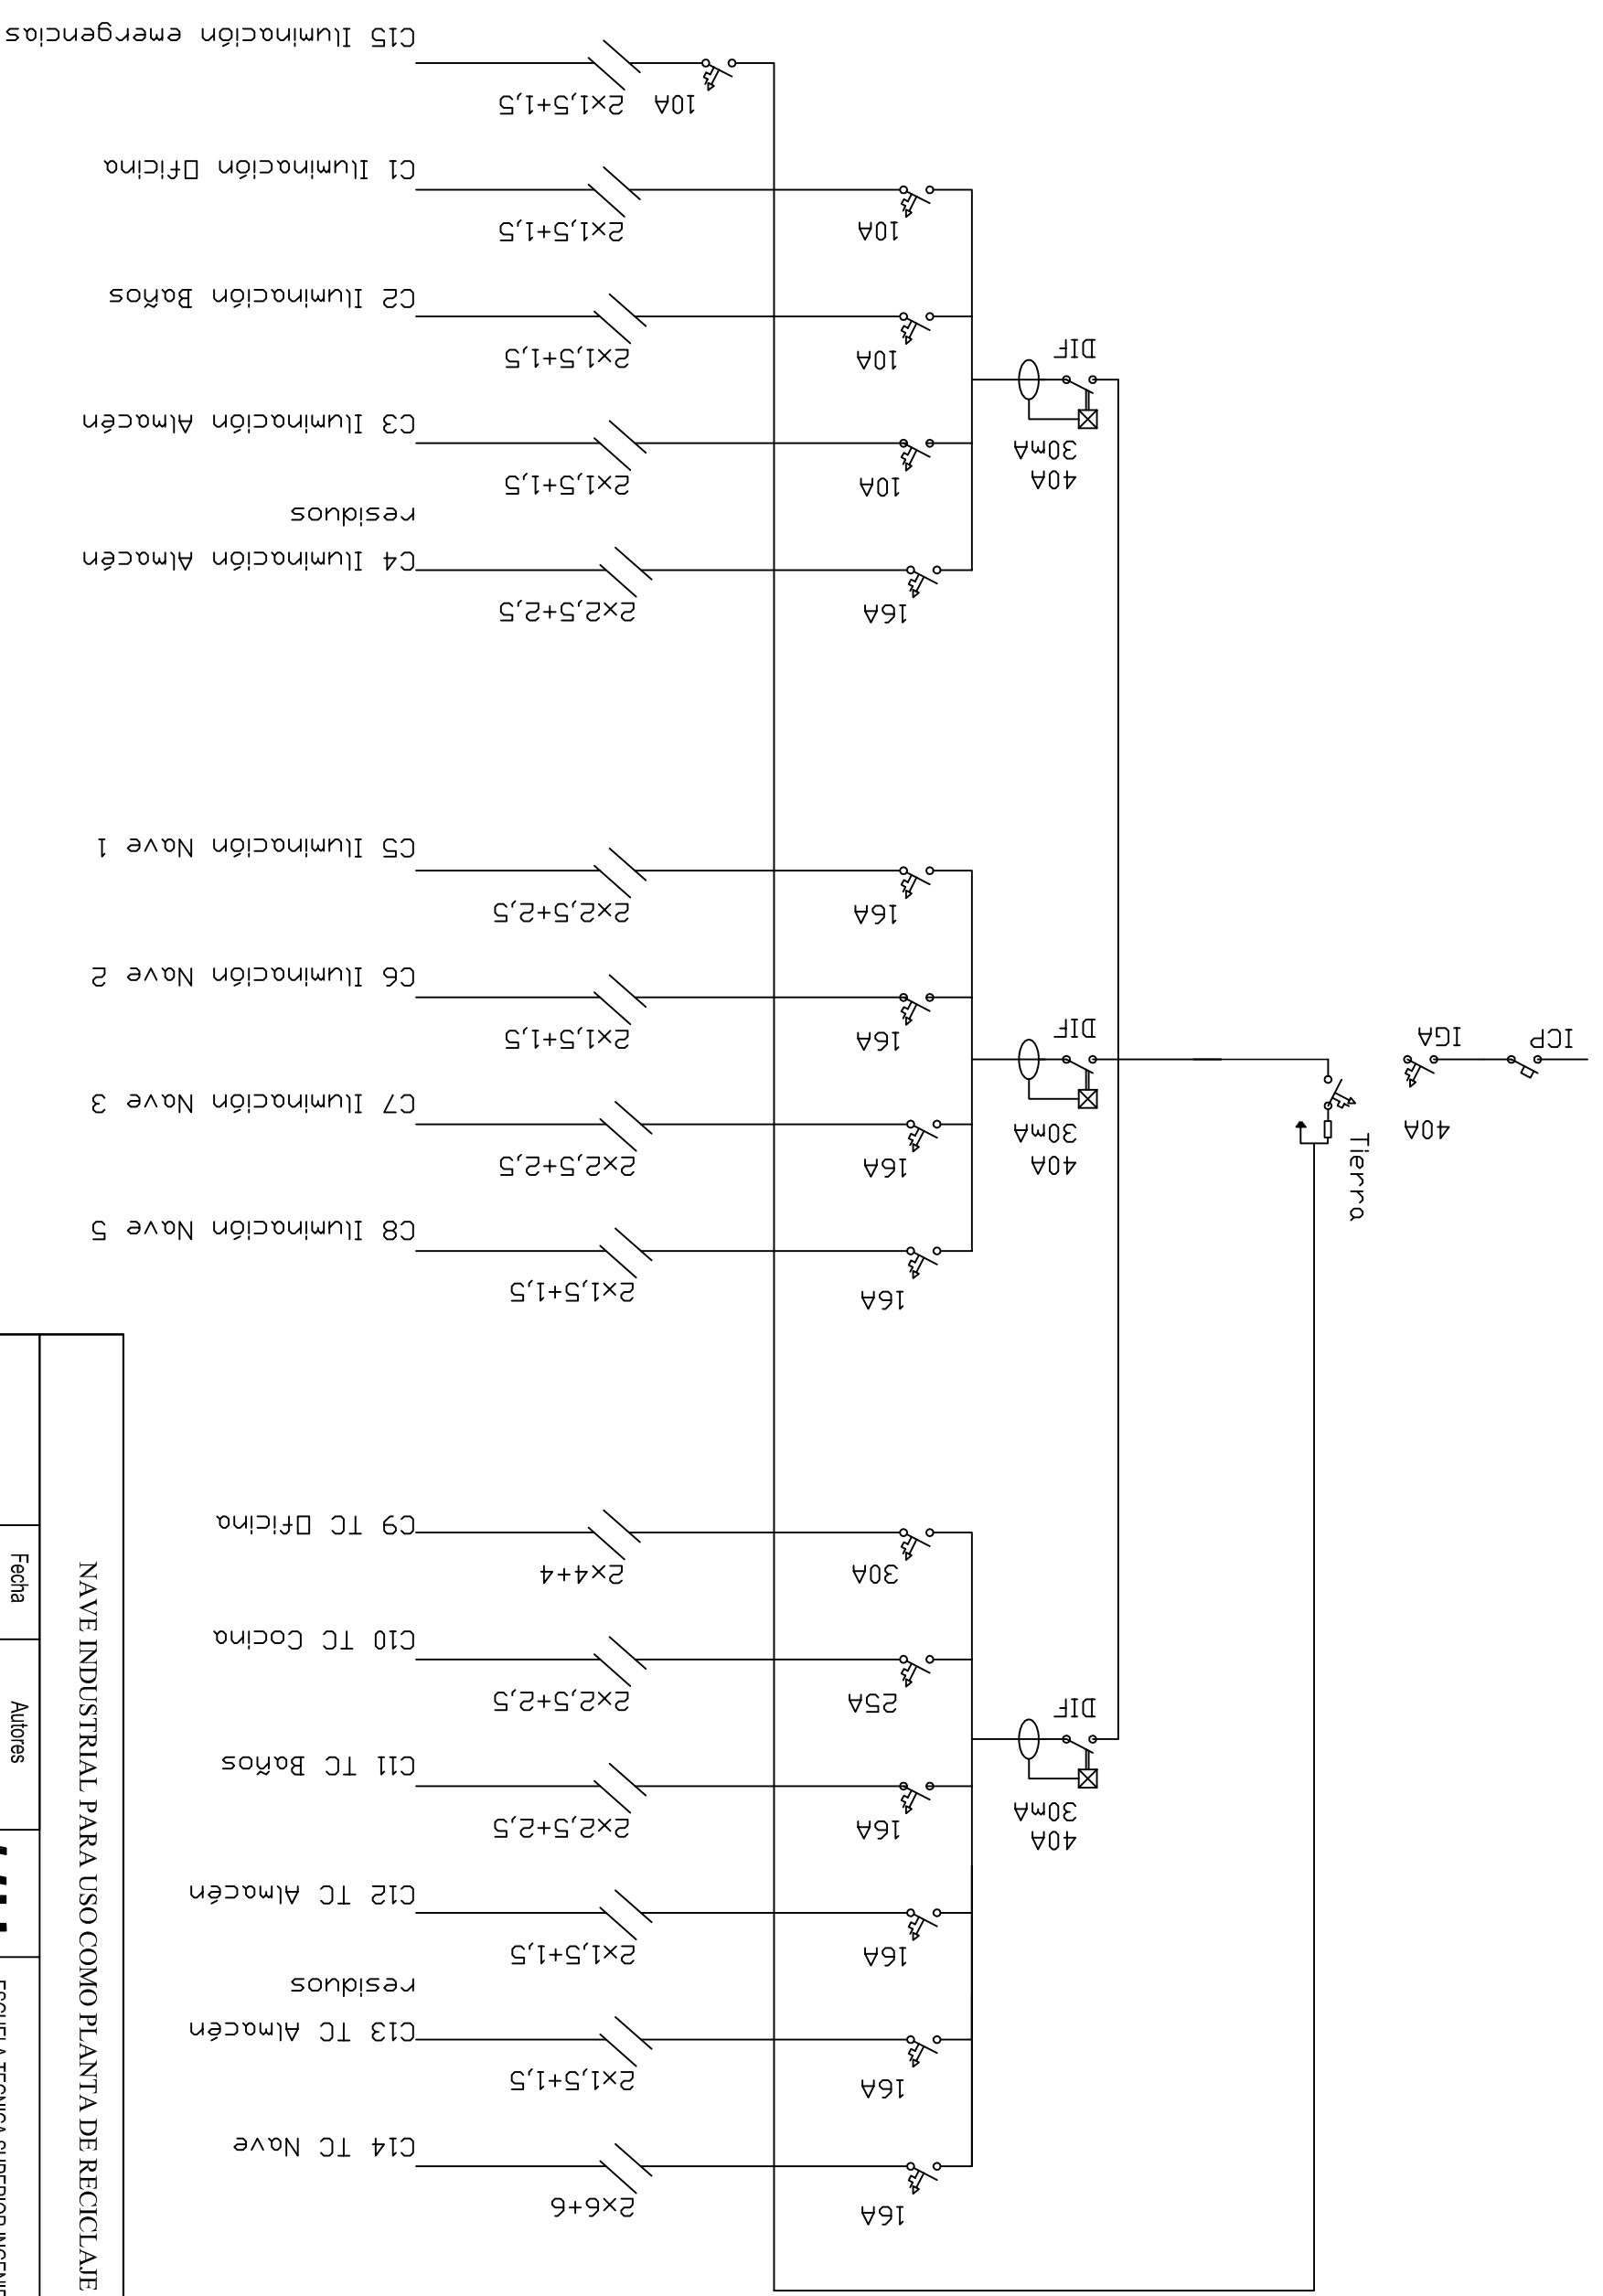 C15 Iluminación emergencias
2x1,5+1,5
10A
C1 Iluminación Oficina
2x1,5+1,5
10A
C2 Iluminación Baños
2x1,5+1,5
10A
C3 Iluminación Almacén
2x1,5+1,5
10A
C4 Iluminación Almacén
residuos
2x2,5+2,5
16A
DIF
30mA
40A
C5 Iluminación Nave 1
2x2,5+2,5
16A
C6 Iluminación Nave 2
2x1,5+1,5
16A
C7 Iluminación Nave 3
2x2,5+2,5
16A
C8 Iluminación Nave 5
2x1,5+1,5
16A
DIF
30mA
40A
Tierra
IGA
40A
ICP
C9 TC Oficina
2x4+4
30A
C10 TC Cocina
2x2,5+2,5
25A
C11 TC Baños
2x2,5+2,5
16A
C12 TC Almacén
2x1,5+1,5
16A
C13 TC Almacén
residuos
2x1,5+1,5
16A
C14 TC Nave
2x6+6
16A
DIF
30mA
40A
NAVE INDUSTRIAL PARA USO COMO PLANTA DE RECICLAJE
Fecha
Autores